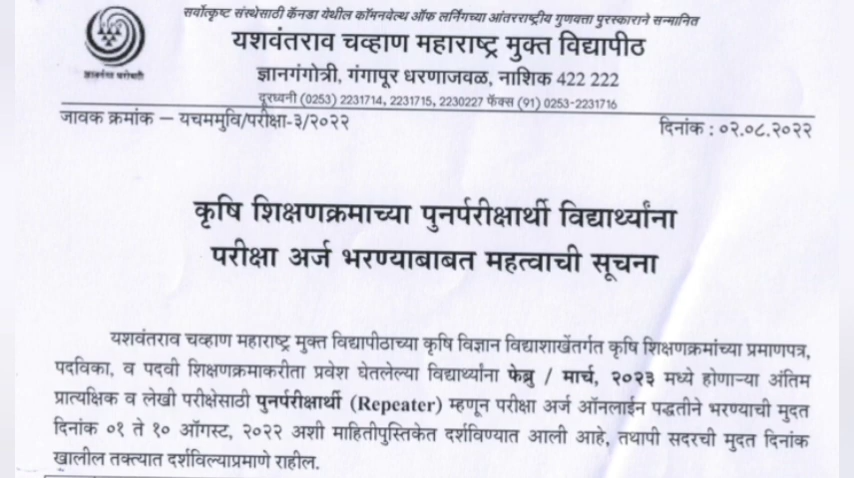 सर्वोत्कृष्ट संस्थेसाठी कॅनडा येथील कॉमनवेल्थ ऑफ लर्निंगच्या आंतरराष्ट्रीय गुणवत्ता पुरस्काराने सन्मानित
यशवंतराव चव्हाण महाराष्ट्र मुक्त विद्यापीठ
ज्ञानगंगोत्री, गंगापूर धरणाजवळ, नाशिक 422 222
ज्ञानगंगा घरोघरी
दूरध्वनी (0253) 2231714, 2231715, 2230227 फॅक्स (91) 0253-2231716
जावक क्रमांक – यचममुवि/परीक्षा-३/२०२२
दिनांक : ०२.०८.२०२२
कृषि शिक्षणक्रमाच्या पुनर्परीक्षार्थी विद्यार्थ्यांना
परीक्षा अर्ज भरण्याबाबत महत्वाची सूचना
यशवंतराव चव्हाण महाराष्ट्र मुक्त विद्यापीठाच्या कृषि विज्ञान विद्याशाखेंतर्गत कृषि शिक्षणक्रमांच्या प्रमाणपत्र,
पदविका, व पदवी शिक्षणक्रमाकरीता प्रवेश घेतलेल्या विद्यार्थ्यांना फेब्रु / मार्च, २०२३ मध्ये होणाऱ्या अंतिम
प्रात्यक्षिक व लेखी परीक्षेसाठी पुनर्परीक्षार्थी (Repeater) म्हणून परीक्षा अर्ज ऑनलाईन पद्धतीने भरण्याची मुदत
दिनांक ०१ ते १० ऑगस्ट, २०२२ अशी माहितीपुस्तिकेत दर्शविण्यात आली आहे, तथापी सदरची मुदत दिनांक
खालील तक्त्यात दर्शविल्याप्रमाणे राहील.